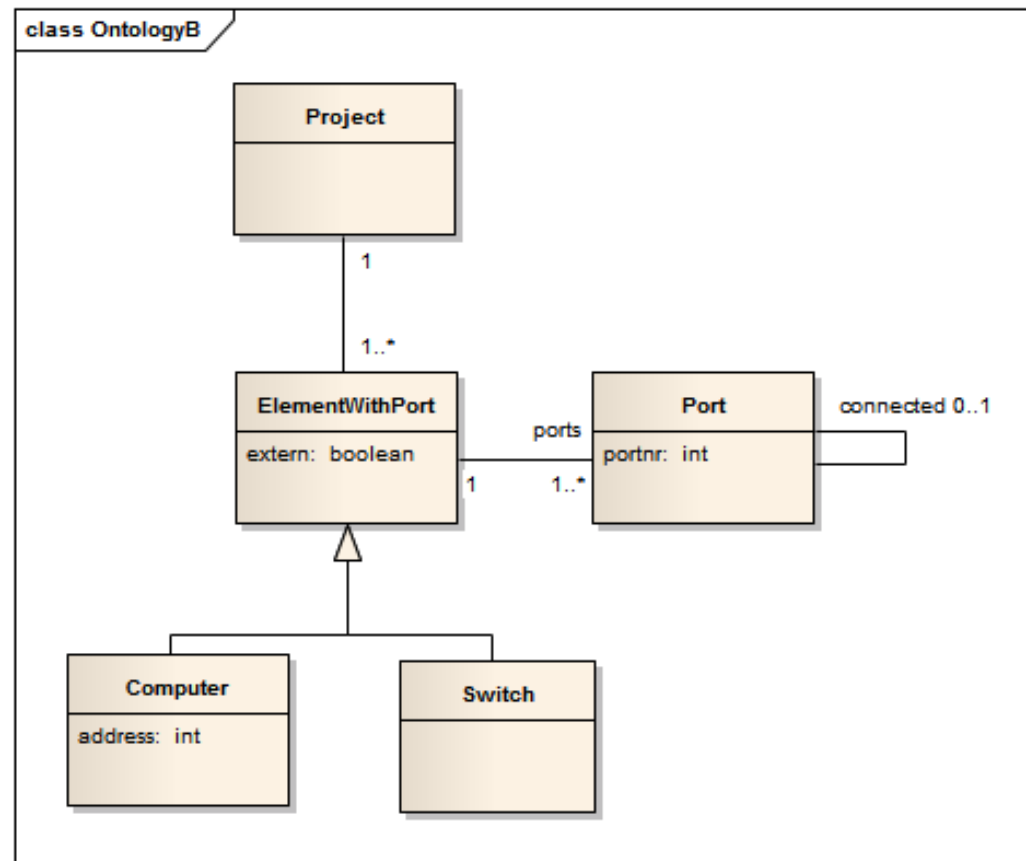 class OntologyB
Project
1
1..*
ElementWithPort
extern: boolean
ports
1
1..*
Port
portnr: int
connected 0..1
Computer
address: int
Switch